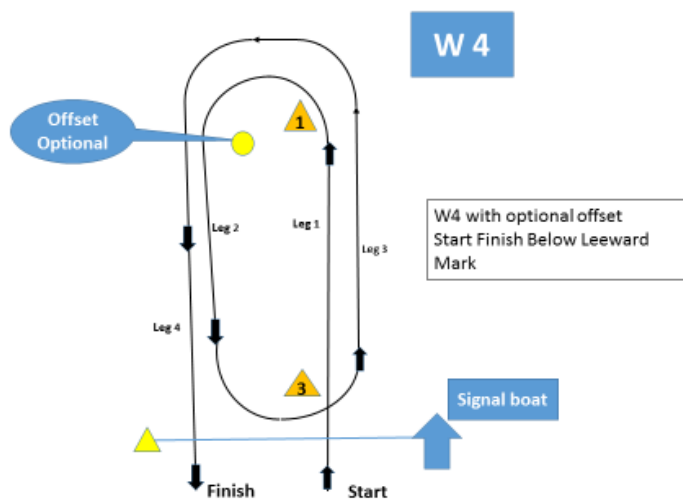 W 4
Offset
Optional
1
Leg 2
Leg 1
Leg 3
W4 with optional offset
Start Finish Below Leeward
Mark
Leg 4
3
Signal boat
Finish
Start